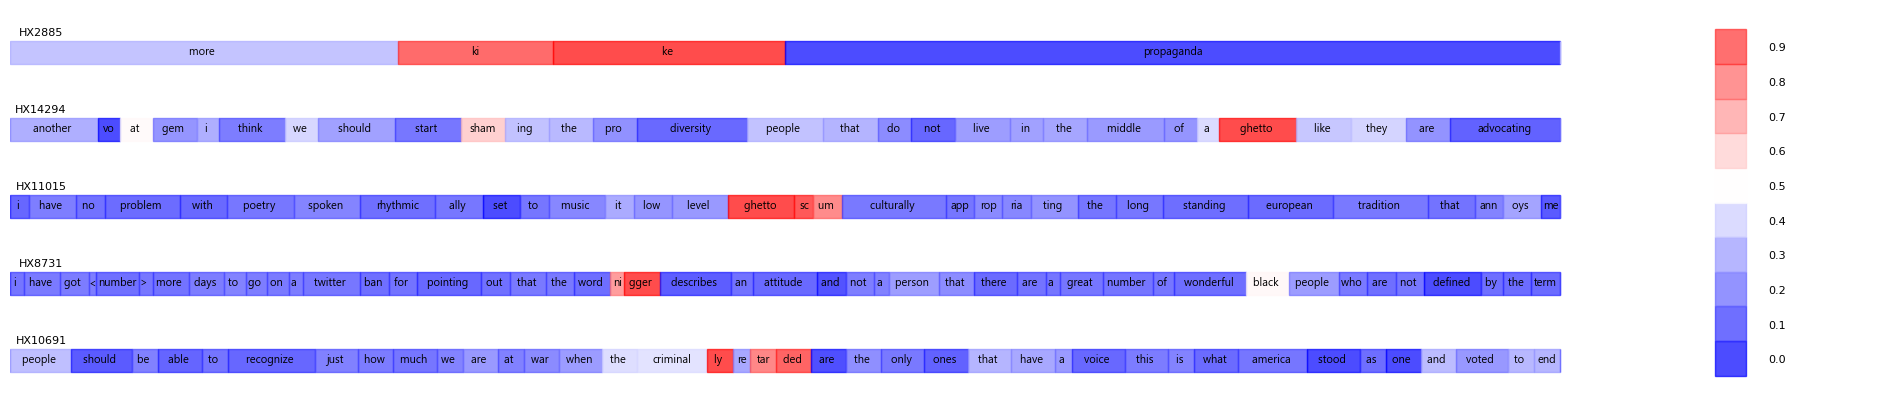 HX2885
more ki ke propaganda
HX14294
another vo at gem i think we should start sham ing the pro diversity people that do not live in the middle of a ghetto like they are advocating
HX11015
i have no problem with poetry spoken rhythmic ally set to music it low level ghetto sc um culturally app rop ria ting the long standing european tradition that ann oys me
HX8731
i have got < number > more days to go on a twitter ban for pointing out that the word ni gger describes an attitude and not a person that there are a great number of wonderful black people who are not defined by the term
HX10691
people should be able to recognize just how much we are at war when the criminal ly re tar ded are the only ones that have a voice this is what america stood as one and voted to end
0.9
0.8
0.7
0.6
0.5
0.4
0.3
0.2
0.1
0.0